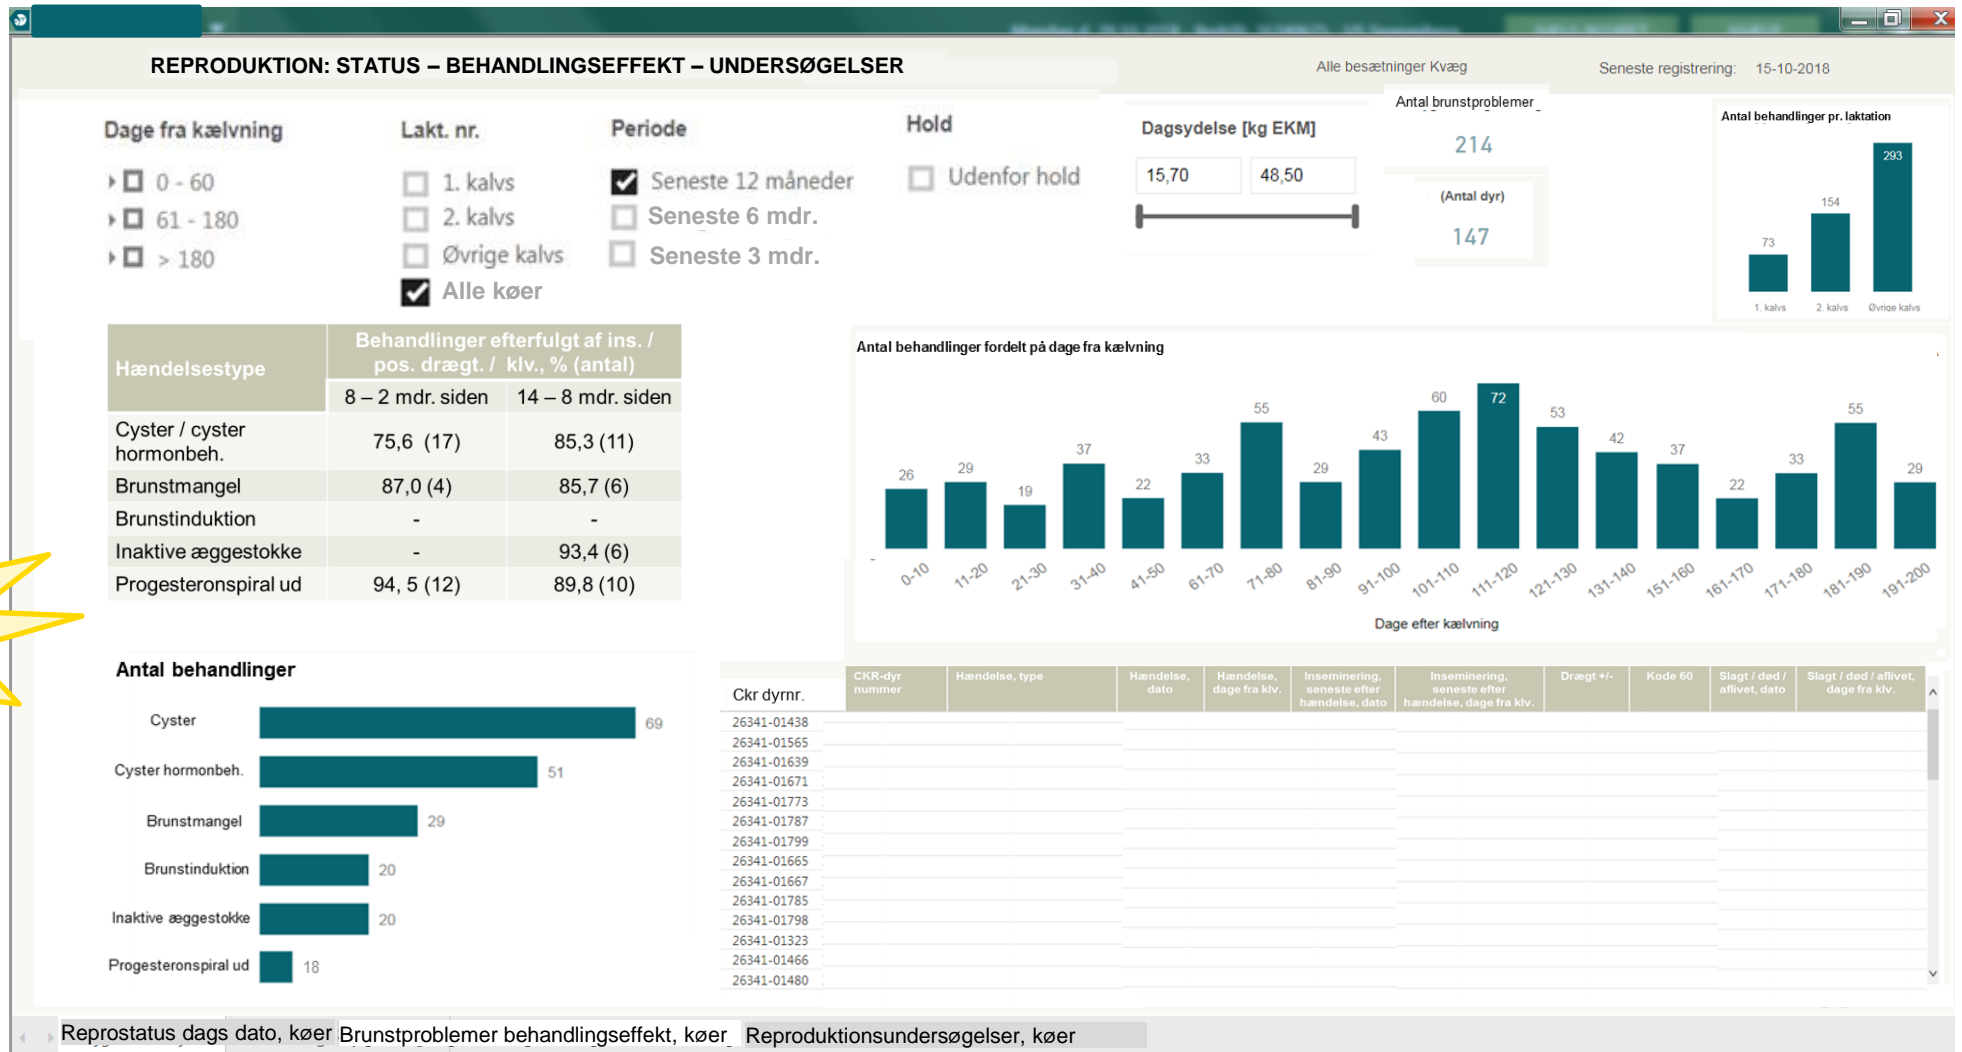 REPRODUKTION: STATUS – BEHANDLINGSEFFEKT – UNDERSØGELSER
Alle besætninger Kvæg
Seneste registrering: 15-10-2018
Dage fra kælvning
0 - 60
61 - 180
> 180
Lakt. nr.
1. kalvs
2. kalvs
Øvrige kalvs
Alle køer
Periode
Seneste 12 måneder
Seneste 6 mdr.
Seneste 3 mdr.
Hold
Udenfor hold
Dagsydelse [kg EKM]
15,70 48,50
Antal brunstproblemer
214
(Antal dyr)
147
Antal behandlinger pr. laktation
293
154
73
1. kalvs 2. kalvs Øvrige kalvs
Hændelsestype
Behandlinger efterfulgt af ins. /
pos. drægt. / klv., % (antal)
8 – 2 mdr. siden 14 – 8 mdr. siden
Cyster / cyster
hormonbeh.
75,6 (17) 85,3 (11)
Brunstmangel 87,0 (4) 85,7 (6)
Brunstinduktion - -
Inaktive æggestokke - 93,4 (6)
Progesteronspiral ud 94, 5 (12) 89,8 (10)
Antal behandlinger fordelt på dage fra kælvning
26 29 19 37 22 33 55 29 43 60 72 53 42 37 22 33 55 29
0-10 11-20 21-30 31-40 41-50 61-70 71-80 81-90 91-100 101-110 111-120 121-130 131-140 151-160 161-170 171-180 181-190 191-200
Dage efter kælvning
Antal behandlinger
Cyster 69
Cyster hormonbeh. 51
Brunstmangel 29
Brunstinduktion 20
Inaktive æggestokke 20
Progesteronspiral ud 18
Ckr dyrnr.
CKR-dyr
nummer
Hændelse, type
Hændelse,
dato
Hændelse,
dage fra klv.
Inseminering,
seneste efter
hændelse, dato
Inseminering,
seneste efter
hændelse, dage fra klv.
Drægt +/-
Kode 60
Slagt / død /
aflivet, dato
Slagt / død / aflivet,
dage fra klv.
26341-01438
26341-01565
26341-01639
26341-01671
26341-01773
26341-01787
26341-01799
26341-01665
26341-01667
26341-01785
26341-01798
26341-01323
26341-01466
26341-01480
Reprostatus dags dato, køer
Brunstproblemer behandlingseffekt, køer
Reproduktionsundersøgelser, køer